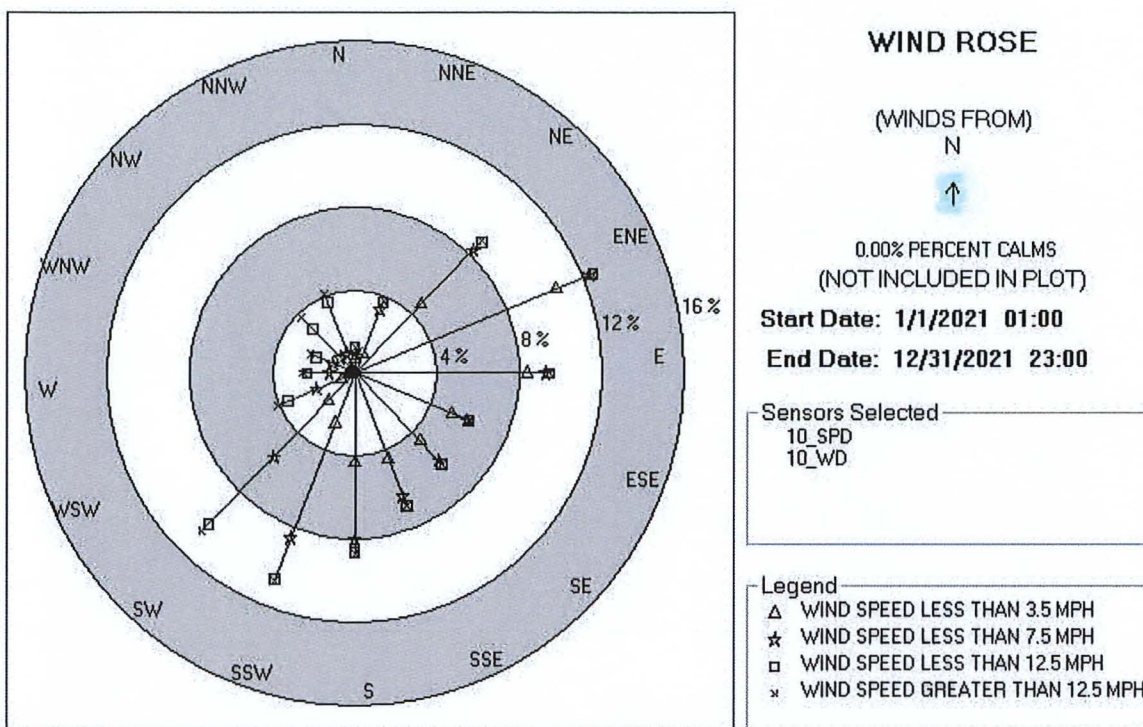 WIND ROSE
(WINDS FROM)
N
0.00% PERCENT CALMS
(NOT INCLUDED IN PLOT)
Start Date: 1/1/2021 01:00
End Date: 12/31/2021 23:00
Sensors Selected
10_SPD
10_WD
Legend
WIND SPEED LESS THAN 3.5 MPH
WIND SPEED LESS THAN 7.5 MPH
WIND SPEED LESS THAN 12.5 MPH
WIND SPEED GREATER THAN 12.5 MPH
N
NNE
NE
ENE
E
ESE
SE
SSE
S
SSW
SW
WSW
W
WNW
NW
NNW
4 %
8 %
12 %
16 %